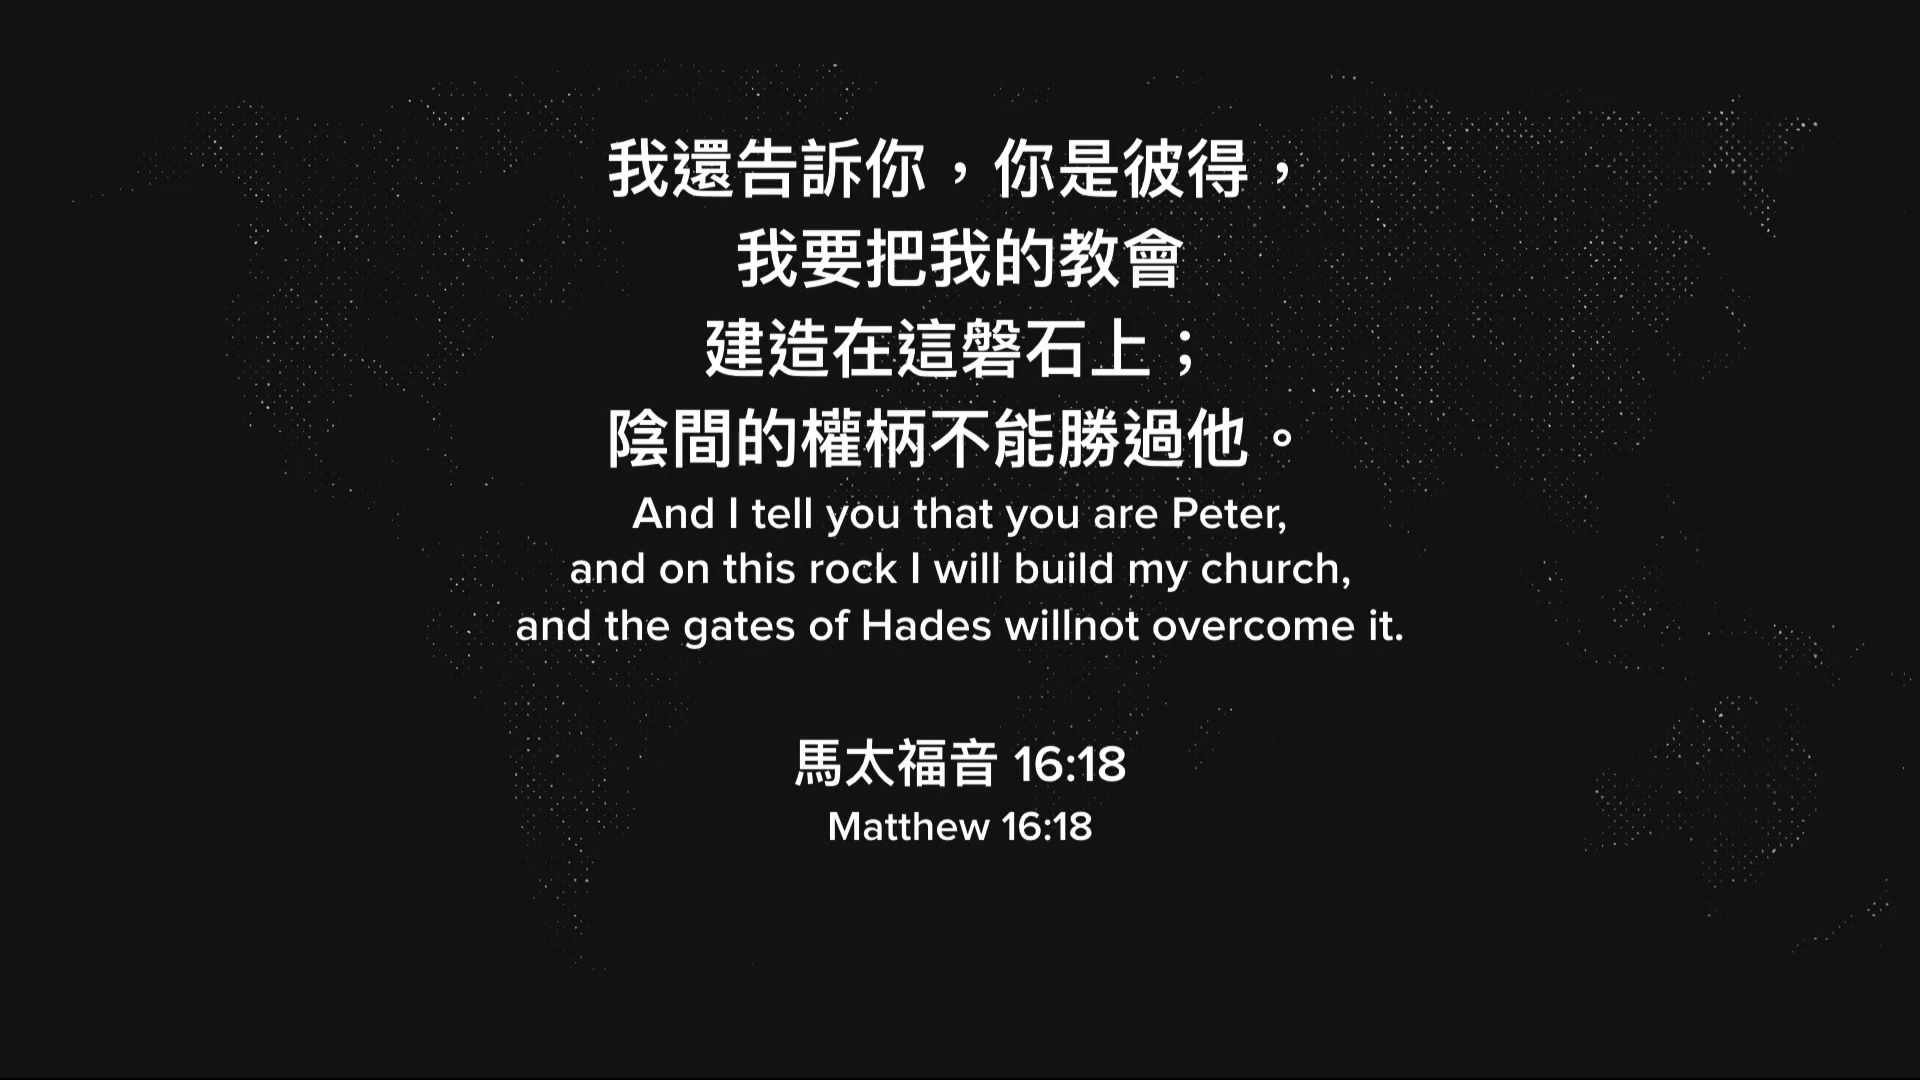 我還告訴你，你是彼得，
我要把我的教會
建造在這磐石上；
陰間的權柄不能勝過他。
And I tell you that you are Peter,
and on this rock I will build my church,
and the gates of Hades willnot overcome it.
馬太福音 16:18
Matthew 16:18